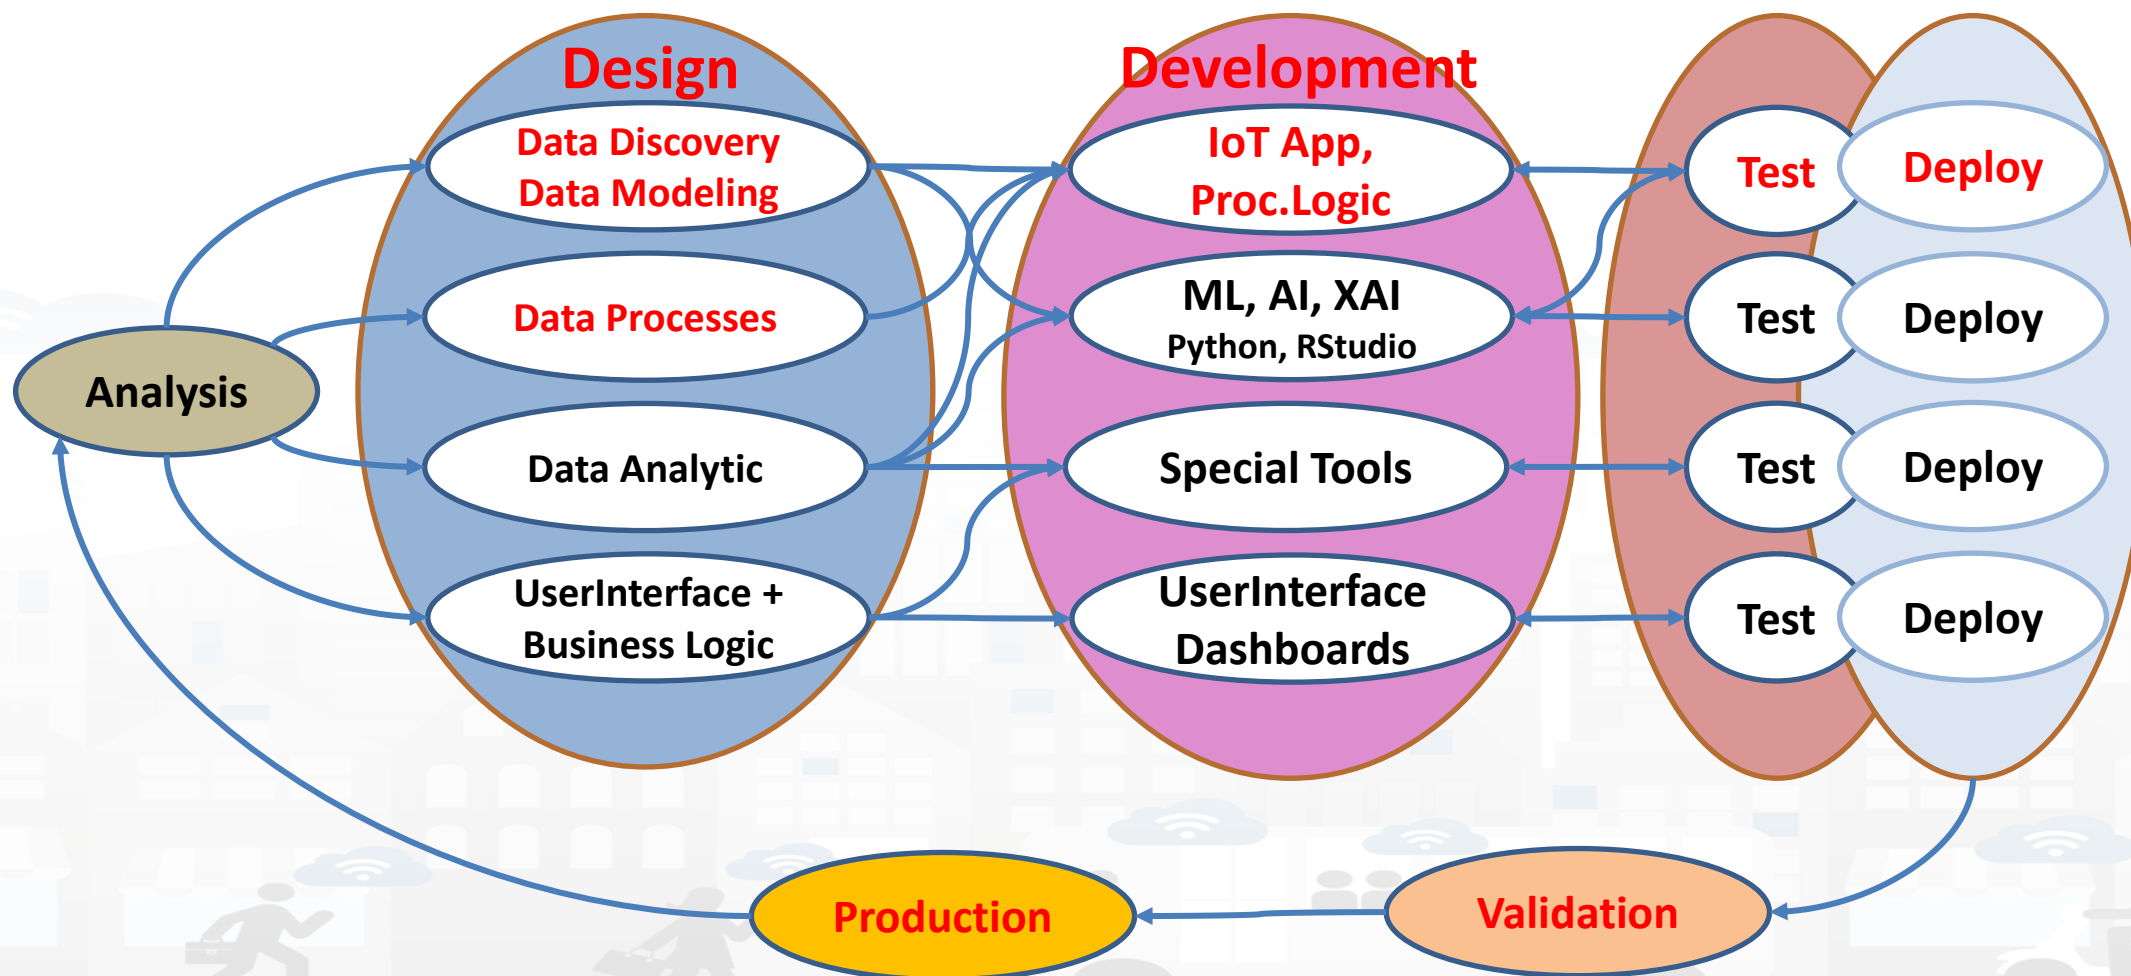 Design
Development
Data Discovery
Data Modeling
IoT App,
Proc.Logic
Test
Deploy
Data Processes
ML, AI, XAI
Python, RStudio
Test
Deploy
Analysis
Data Analytic
Special Tools
Test
Deploy
UserInterface +
Business Logic
UserInterface
Dashboards
Test
Deploy
Production
Validation